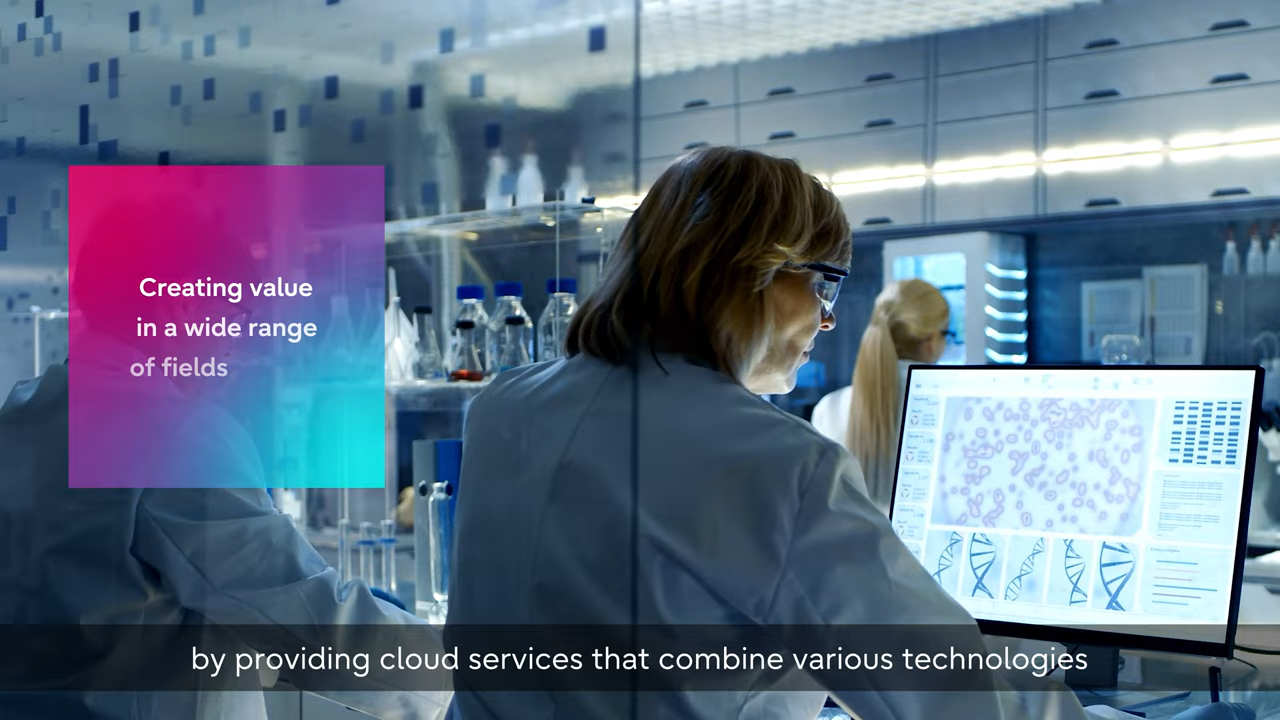 Creating value
in a wide range
of fields
by providing cloud services that combine various technologies